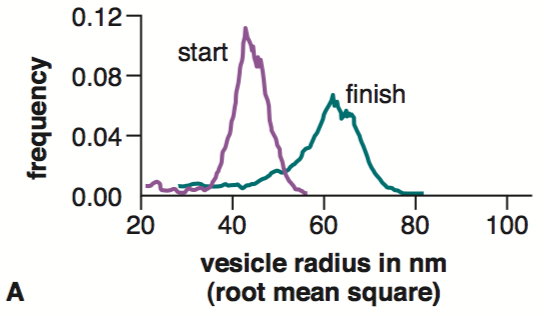 0.12
start
0.08
finish
frequency
0.04
0.00
20 40 60 80 100
vesicle radius in nm
(root mean square)
A